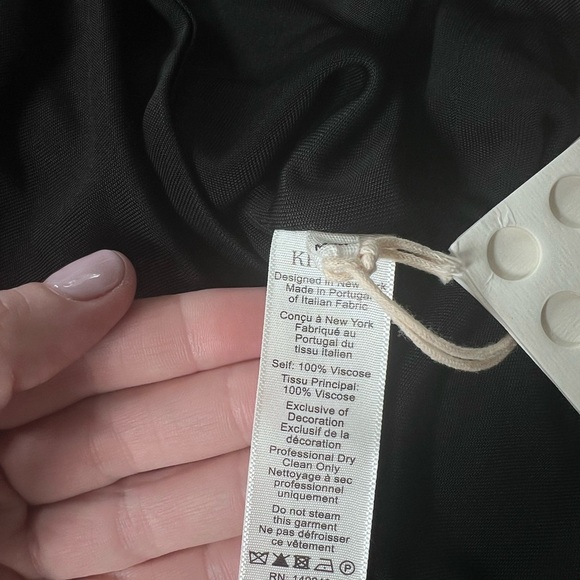 Designed in New York
Made in Portugal
of Italian Fabric
Conçu à New York
Fabriqué au
Portugal du
tissu italien
Self: 100% Viscose
Tissu Principal:
100% Viscose
Exclusive of
Decoration
Exclusif de la
décoration
Professional Dry
Clean Only
Nettoyage à sec
professionnel
uniquement
Do not steam
this garment
Ne pas défroisser
ce vêtement
RN